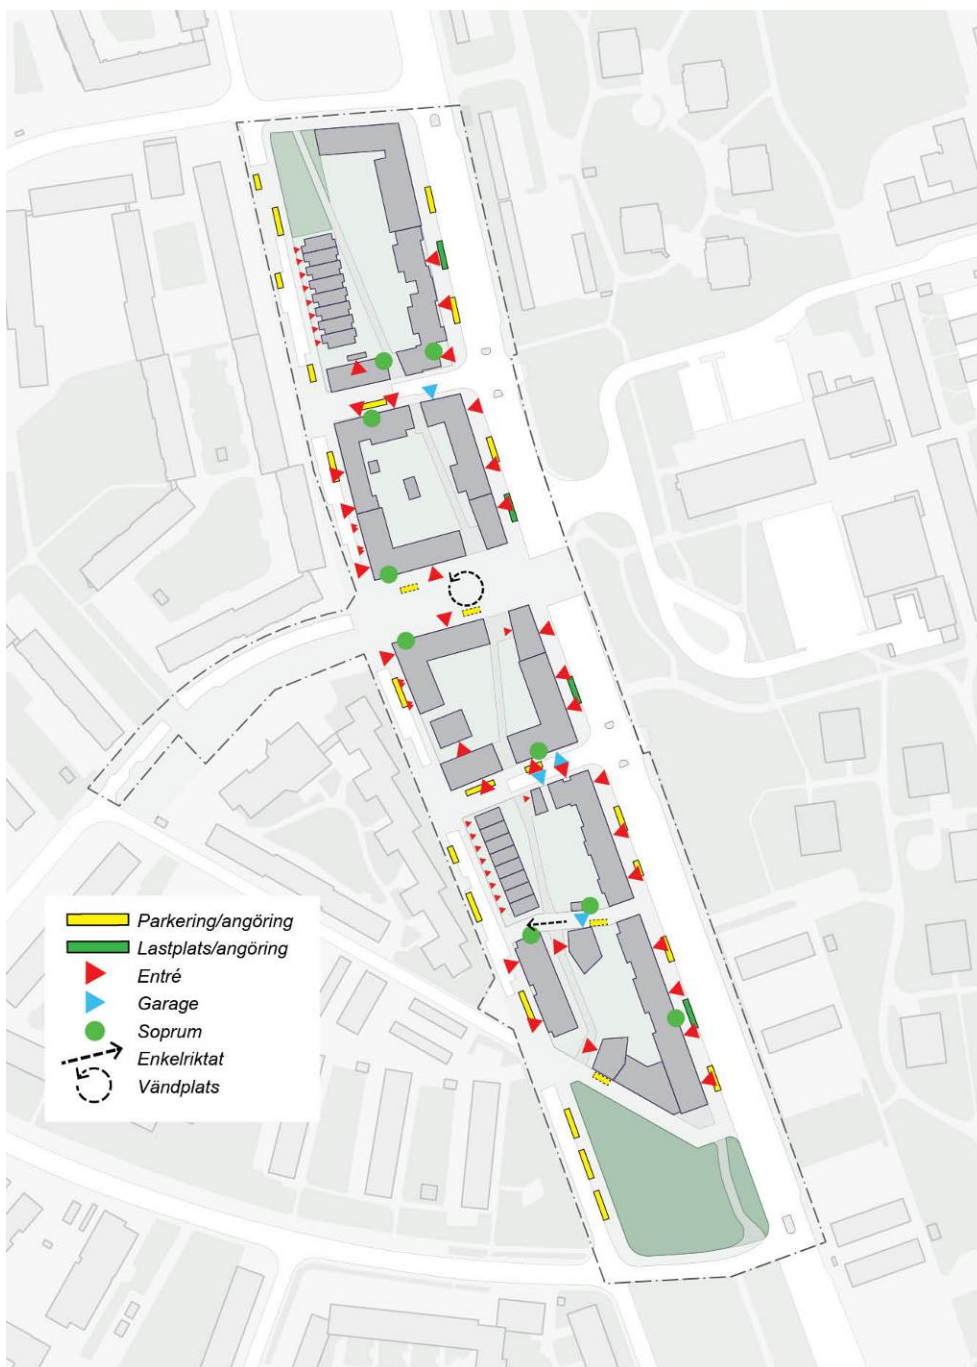 Parkering/angöring
Lastplats/angöring
Entré
Garage
Soprum
Enkelriktat
Vändplats